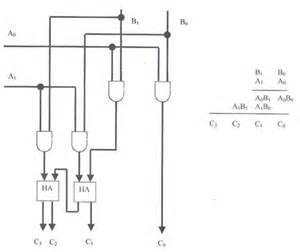 B₁ B₀
A₀
A₁
HA HA
C₃ C₂ C₁ C₀
B₁ B₀
A₁ A₀
A₀B₁ A₀B₀
A₁B₁ A₁B₀
C₃ C₂ C₁ C₀